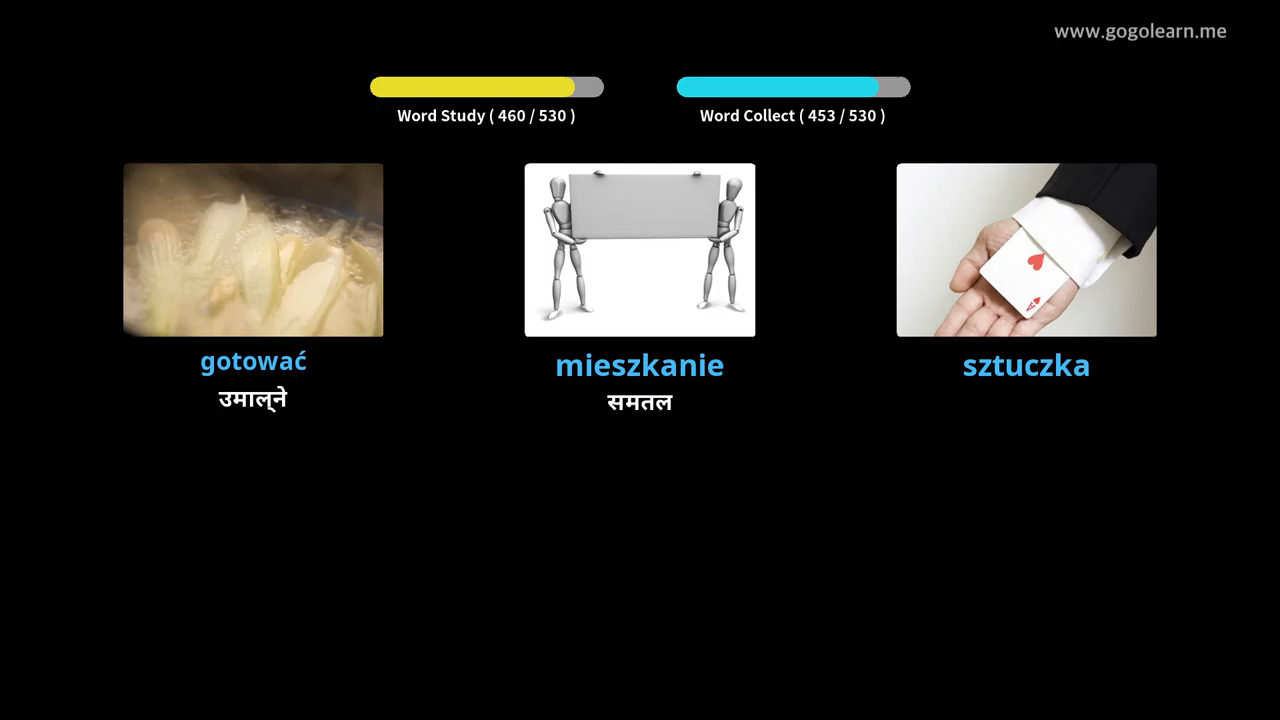 www.gogolearn.me
Word Study ( 460 / 530 )
Word Collect ( 453 / 530 )
gotować
mieszkanie
sztuczka
उमाल्ने
समतल